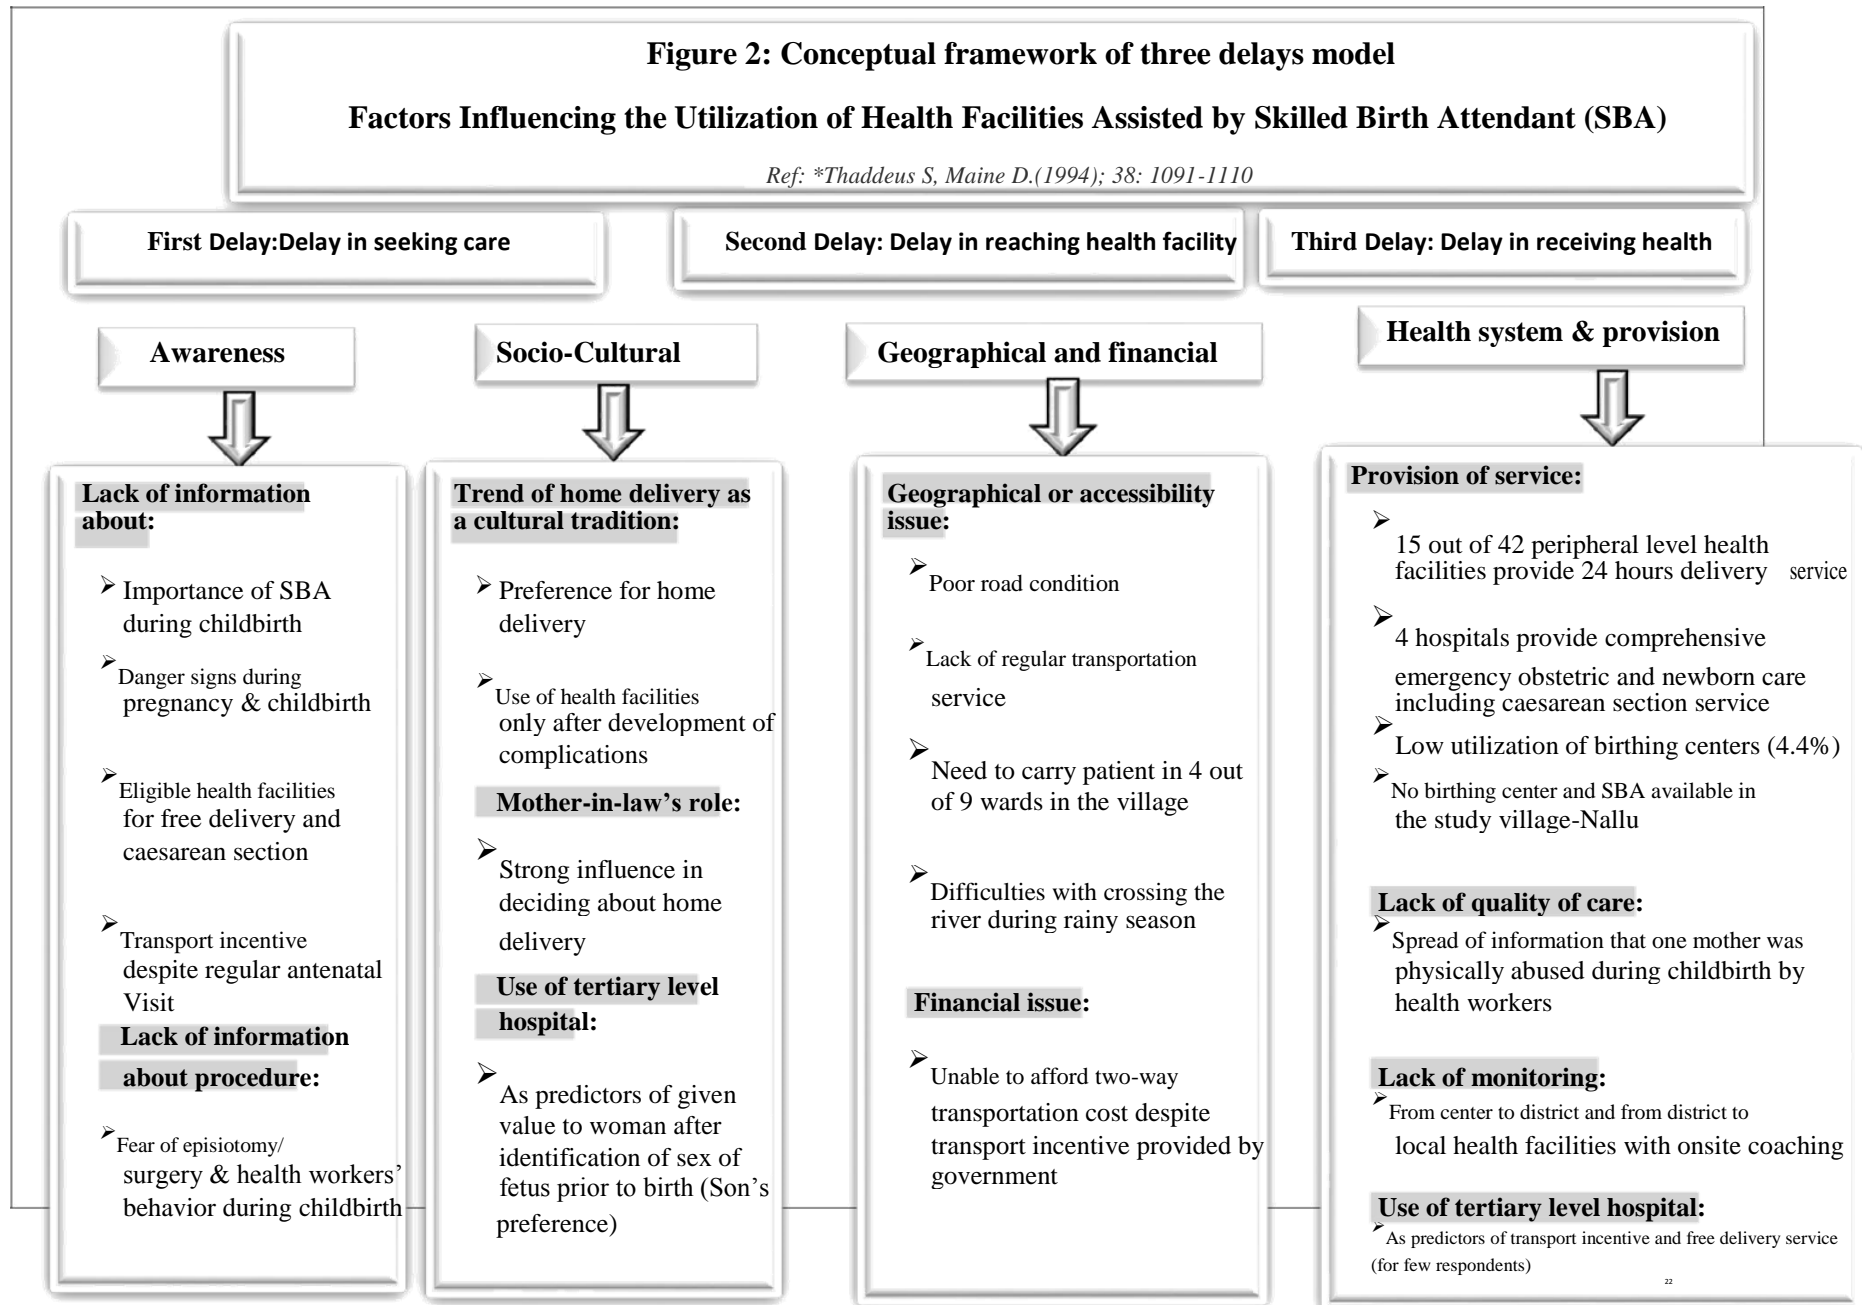 Figure 2: Conceptual framework of three delays model
Factors Influencing the Utilization of Health Facilities Assisted by Skilled Birth Attendant (SBA)
Ref: *Thaddeus S, Maine D.(1994); 38: 1091-1110
First Delay:Delay in seeking care
Second Delay: Delay in reaching health facility
Third Delay: Delay in receiving health
Awareness
Lack of information
about:
➢ Importance of SBA
during childbirth
➢ Danger signs during
pregnancy & childbirth
➢ Eligible health facilities
for free delivery and
caesarean section
➢ Transport incentive
despite regular antenatal
Visit
Lack of information
about procedure:
➢ Fear of episiotomy/
surgery & health workers’
behavior during childbirth
Socio-Cultural
Trend of home delivery as
a cultural tradition:
➢ Preference for home
delivery
➢ Use of health facilities
only after development of
complications
Mother-in-law’s role:
➢ Strong influence in
deciding about home
delivery
Use of tertiary level
hospital:
➢ As predictors of given
value to woman after
identification of sex of
fetus prior to birth (Son’s
preference)
Geographical and financial
Geographical or accessibility
issue:
➢ Poor road condition
➢ Lack of regular transportation
service
➢ Need to carry patient in 4 out
of 9 wards in the village
➢ Difficulties with crossing the
river during rainy season
Financial issue:
➢ Unable to afford two-way
transportation cost despite
transport incentive provided by
government
Health system & provision
Provision of service:
➢ 15 out of 42 peripheral level health
facilities provide 24 hours delivery service
➢ 4 hospitals provide comprehensive
emergency obstetric and newborn care
including caesarean section service
➢ Low utilization of birthing centers (4.4%)
➢ No birthing center and SBA available in
the study village-Nallu
Lack of quality of care:
➢ Spread of information that one mother was
physically abused during childbirth by
health workers
Lack of monitoring:
➢ From center to district and from district to
local health facilities with onsite coaching
Use of tertiary level hospital:
➢ As predictors of transport incentive and free delivery service
(for few respondents)
22